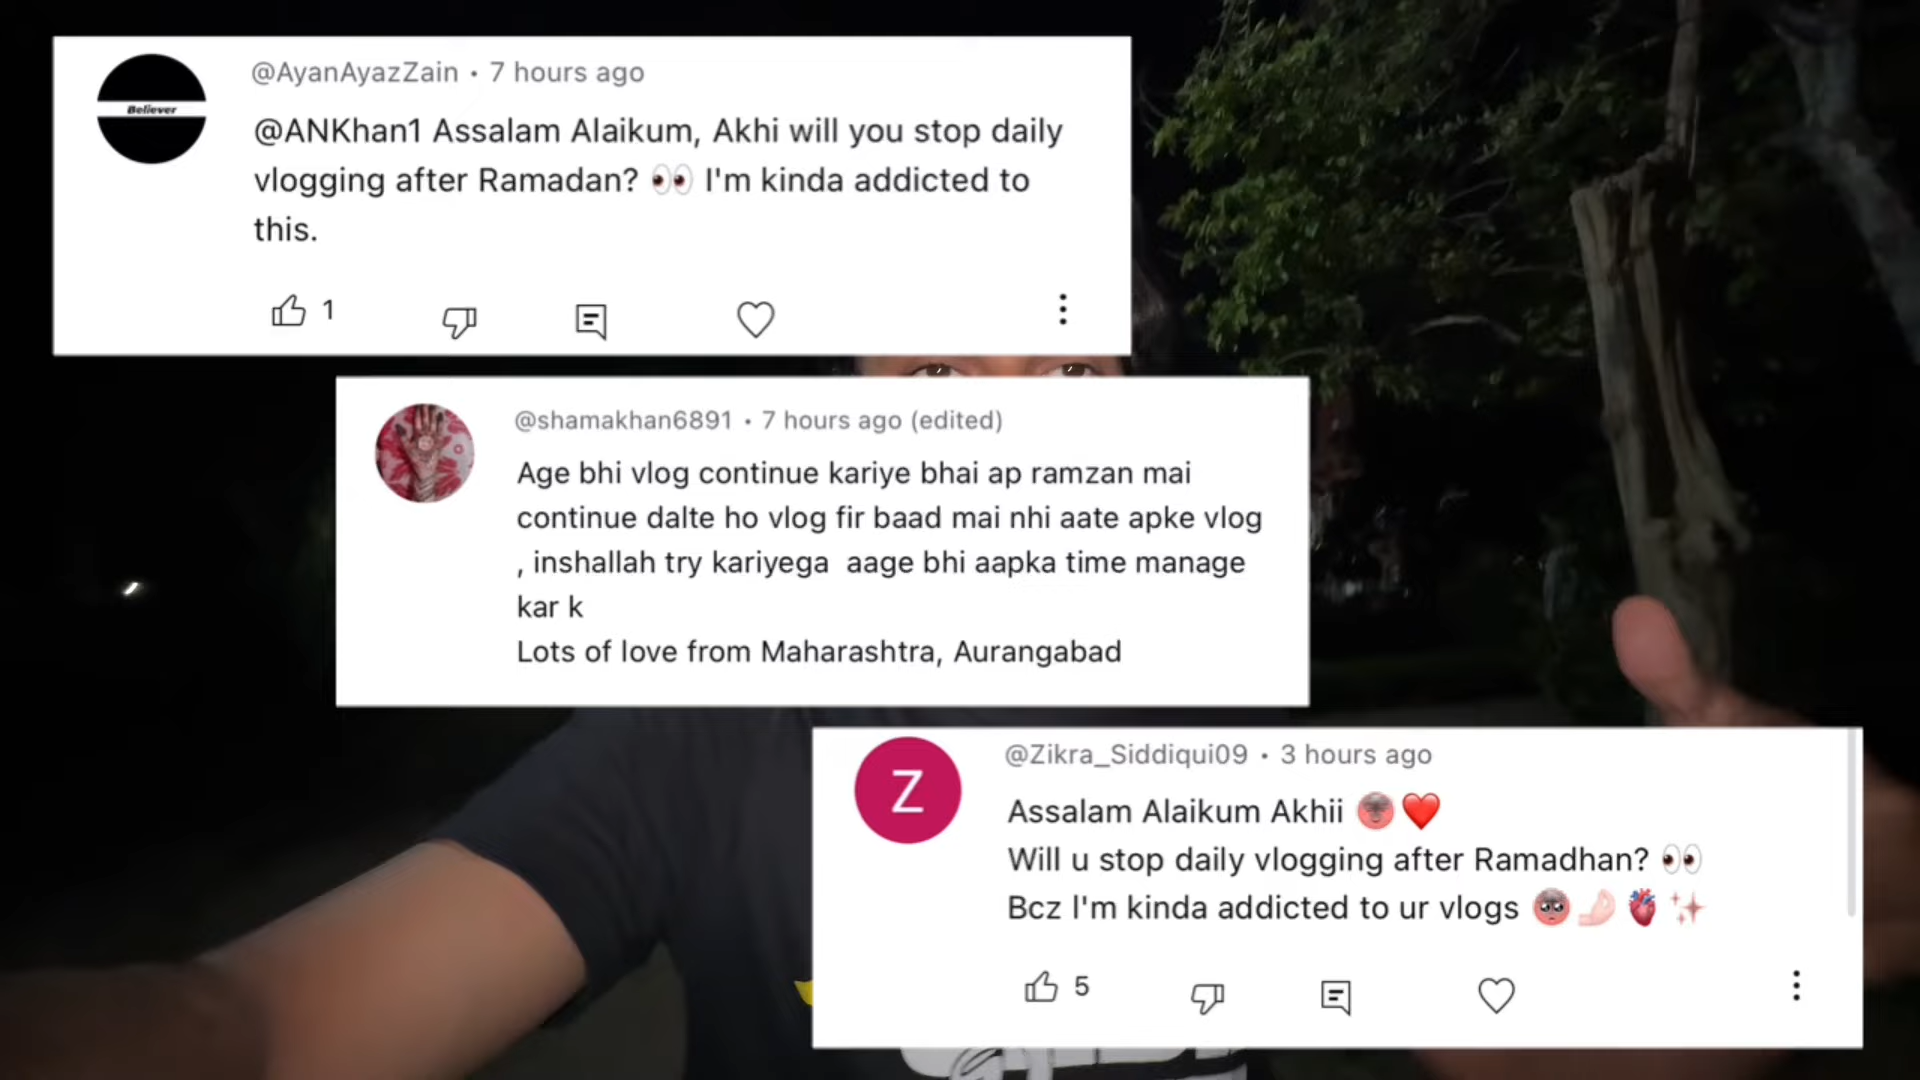 Believer
@AyanAyazZain • 7 hours ago
@ANKhan1 Assalam Alaikum, Akhi will you stop daily
vlogging after Ramadan? 👀 I'm kinda addicted to
this.
1
@shamakhan6891 • 7 hours ago (edited)
Age bhi vlog continue kariye bhai ap ramzan mai
continue dalte ho vlog fir baad mai nhi aate apke vlog
, inshallah try kariyega  aage bhi aapka time manage
kar k
Lots of love from Maharashtra, Aurangabad
Z
@Zikra_Siddiqui09 • 3 hours ago
Assalam Alaikum Akhii ❤️
Will u stop daily vlogging after Ramadhan? 👀
Bcz I'm kinda addicted to ur vlogs 🥺🤌🏻🫀✨
5